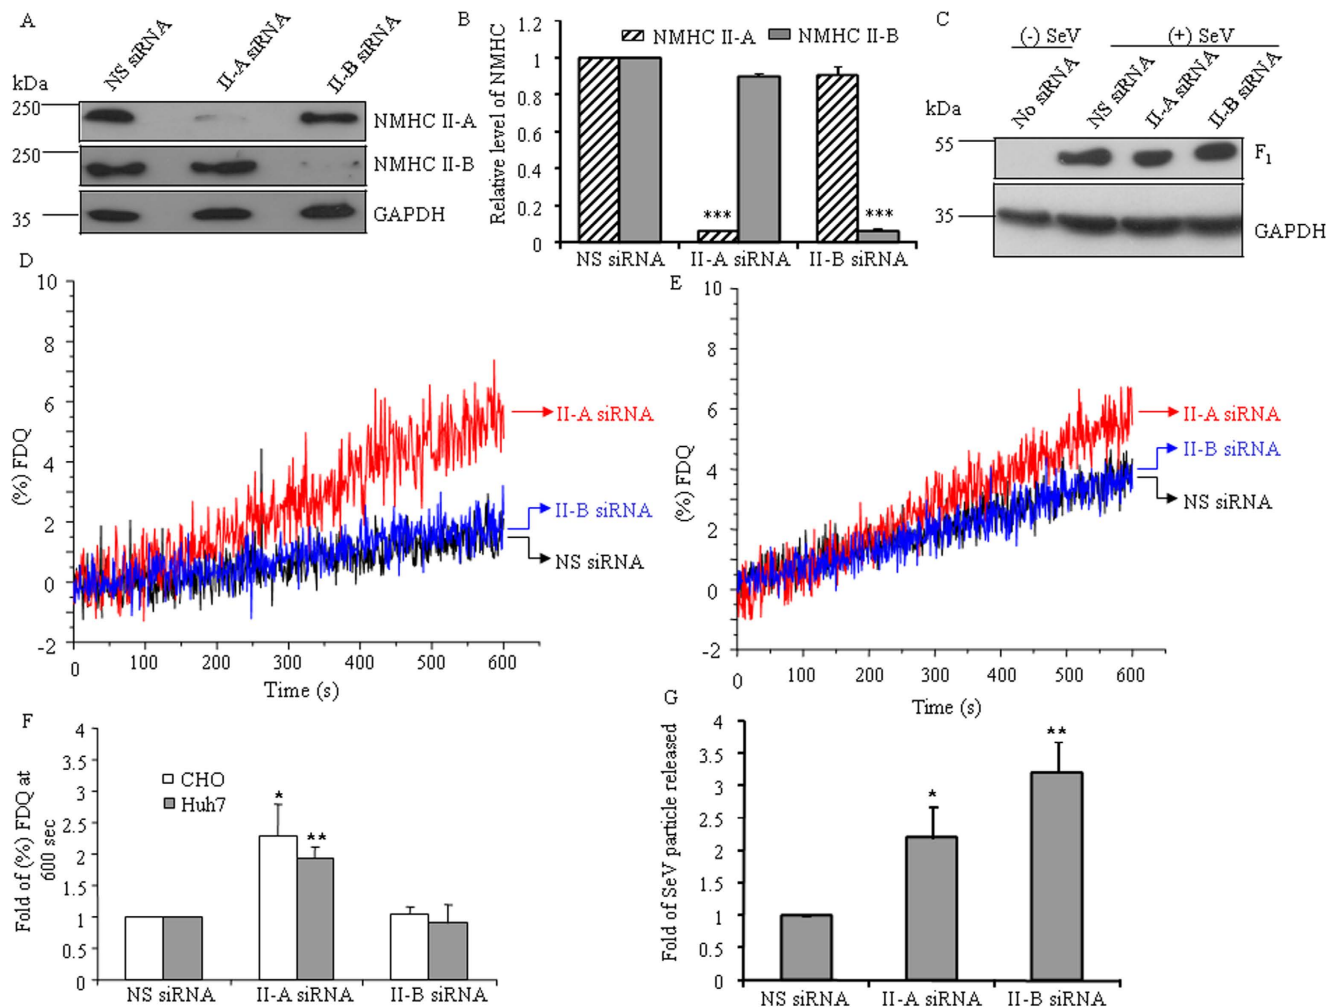 A
NS siRNA
II-A siRNA
II-B siRNA
kDa
250
NMHC II-A
250
NMHC II-B
35
GAPDH
B
1.2
1
0.8
0.6
0.4
0.2
0
Relative level of NMHC
NMHC II-A
NMHC II-B
***
***
NS siRNA
II-A siRNA
II-B siRNA
C
(-) SeV
(+) SeV
No siRNA
NS siRNA
II-A siRNA
II-B siRNA
kDa
55
F1
35
GAPDH
D
10
8
6
4
2
0
-2
(%) FDQ
II-A siRNA
II-B siRNA
NS siRNA
0
100
200
300
400
500
600
Time (s)
E
10
8
6
4
2
0
-2
(%) FDQ
II-A siRNA
II-B siRNA
NS siRNA
0
100
200
300
400
500
600
Time (s)
F
4
3.5
3
2.5
2
1.5
1
0.5
0
Fold of (%) FDQ at
600 sec
CHO
Huh7
*
**
NS siRNA
II-A siRNA
II-B siRNA
G
4
3.5
3
2.5
2
1.5
1
0.5
0
Fold of SeV particle released
*
**
NS siRNA
II-A siRNA
II-B siRNA